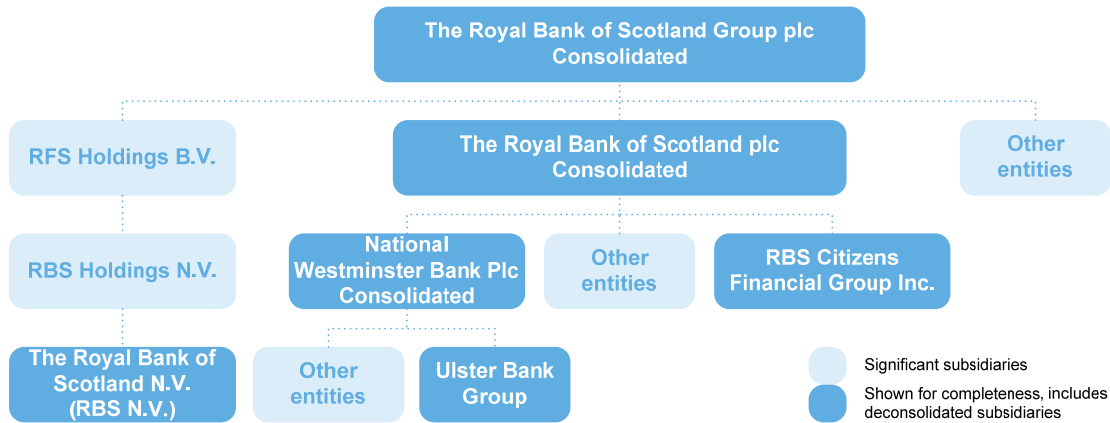 The Royal Bank of Scotland Group plc
Consolidated
RFS Holdings B.V.
The Royal Bank of Scotland plc
Consolidated
Other
entities
RBS Holdings N.V.
National
Westminster Bank Plc
Consolidated
Other
entities
RBS Citizens
Financial Group Inc.
The Royal Bank of
Scotland N.V.
(RBS N.V.)
Other
entities
Ulster Bank
Group
Significant subsidiaries
Shown for completeness, includes
deconsolidated subsidiaries